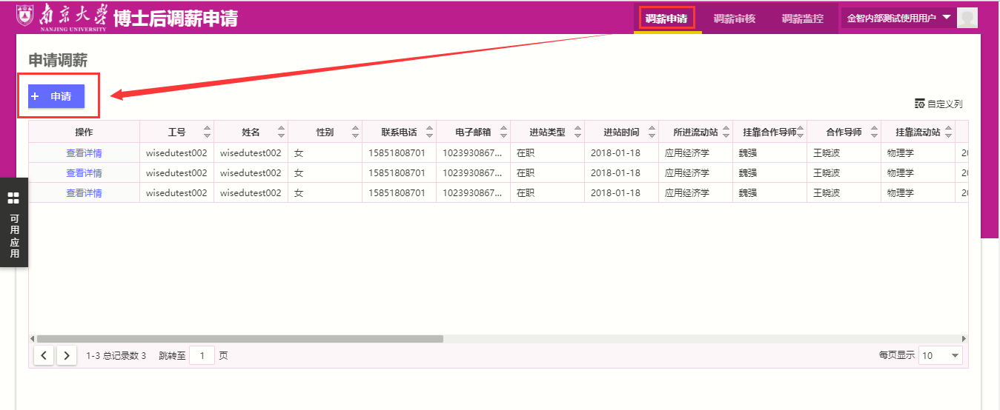 南京大学 博士后调薪申请 调薪申请 调薪审核 调薪监控 金智内部测试使用用户
NANJING UNIVERSITY
申请调薪
+ 申请
自定义列
操作 工号 姓名 性别 联系电话 电子邮箱 进站类型 进站时间 所进流动站 挂靠合作导师 合作导师 挂靠流动站
查看详情 wisedutest002 wisedutest002 女 15851808701 1023930867... 在职 2018-01-18 应用经济学 魏强 王晓波 物理学 20
查看详情 wisedutest002 wisedutest002 女 15851808701 1023930867... 在职 2018-01-18 应用经济学 魏强 王晓波 物理学 20
查看详情 wisedutest002 wisedutest002 女 15851808701 1023930867... 在职 2018-01-18 应用经济学 魏强 王晓波 物理学 20
可用应用
1-3 总记录数 3 跳转至 1 页 每页显示 10